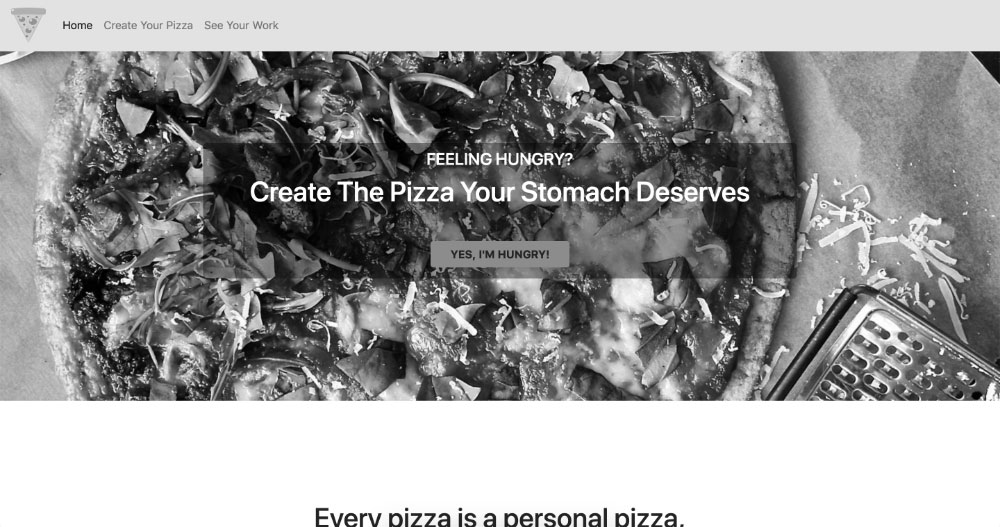 Home Create Your Pizza See Your Work
FEELING HUNGRY?
Create The Pizza Your Stomach Deserves
YES, I'M HUNGRY!
Every pizza is a personal pizza,